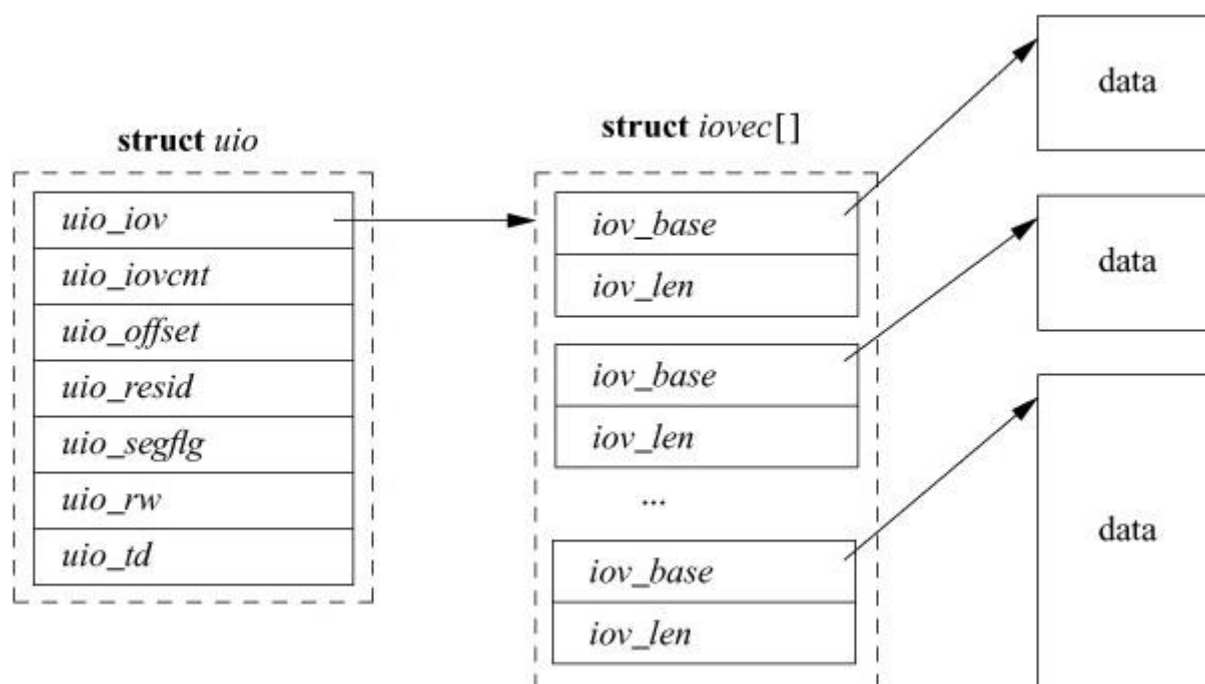 struct uio
uio_iov
uio_iovcnt
uio_offset
uio_resid
uio_segflg
uio_rw
uio_td
struct iovec[]
iov_base
iov_len
iov_base
iov_len
...
iov_base
iov_len
data
data
data